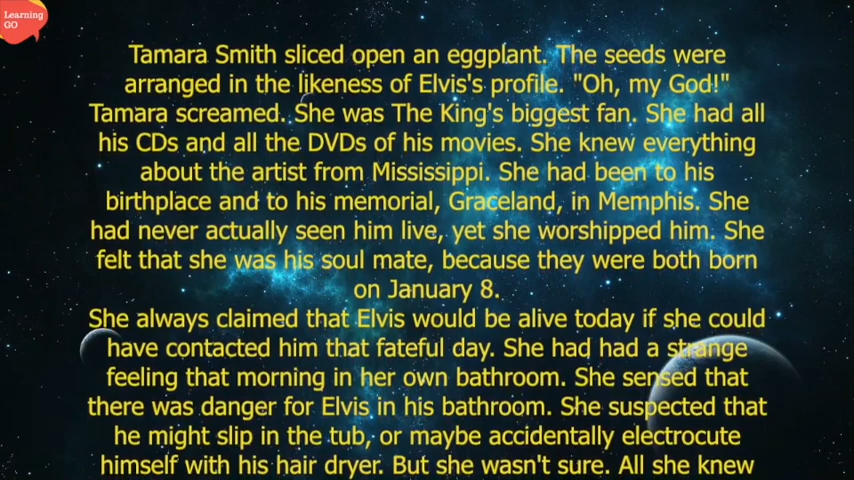 Learning
GO
Tamara Smith sliced open an eggplant. The seeds were
arranged in the likeness of Elvis's profile. "Oh, my God!"
Tamara screamed. She was The King's biggest fan. She had all
his CDs and all the DVDs of his movies. She knew everything
about the artist from Mississippi. She had been to his
birthplace and to his memorial, Graceland, in Memphis. She
had never actually seen him live, yet she worshipped him. She
felt that she was his soul mate, because they were both born
on January 8.
She always claimed that Elvis would be alive today if she could
have contacted him that fateful day. She had had a strange
feeling that morning in her own bathroom. She sensed that
there was danger for Elvis in his bathroom. She suspected that
he might slip in the tub, or maybe accidentally electrocute
himself with his hair dryer. But she wasn't sure. All she knew